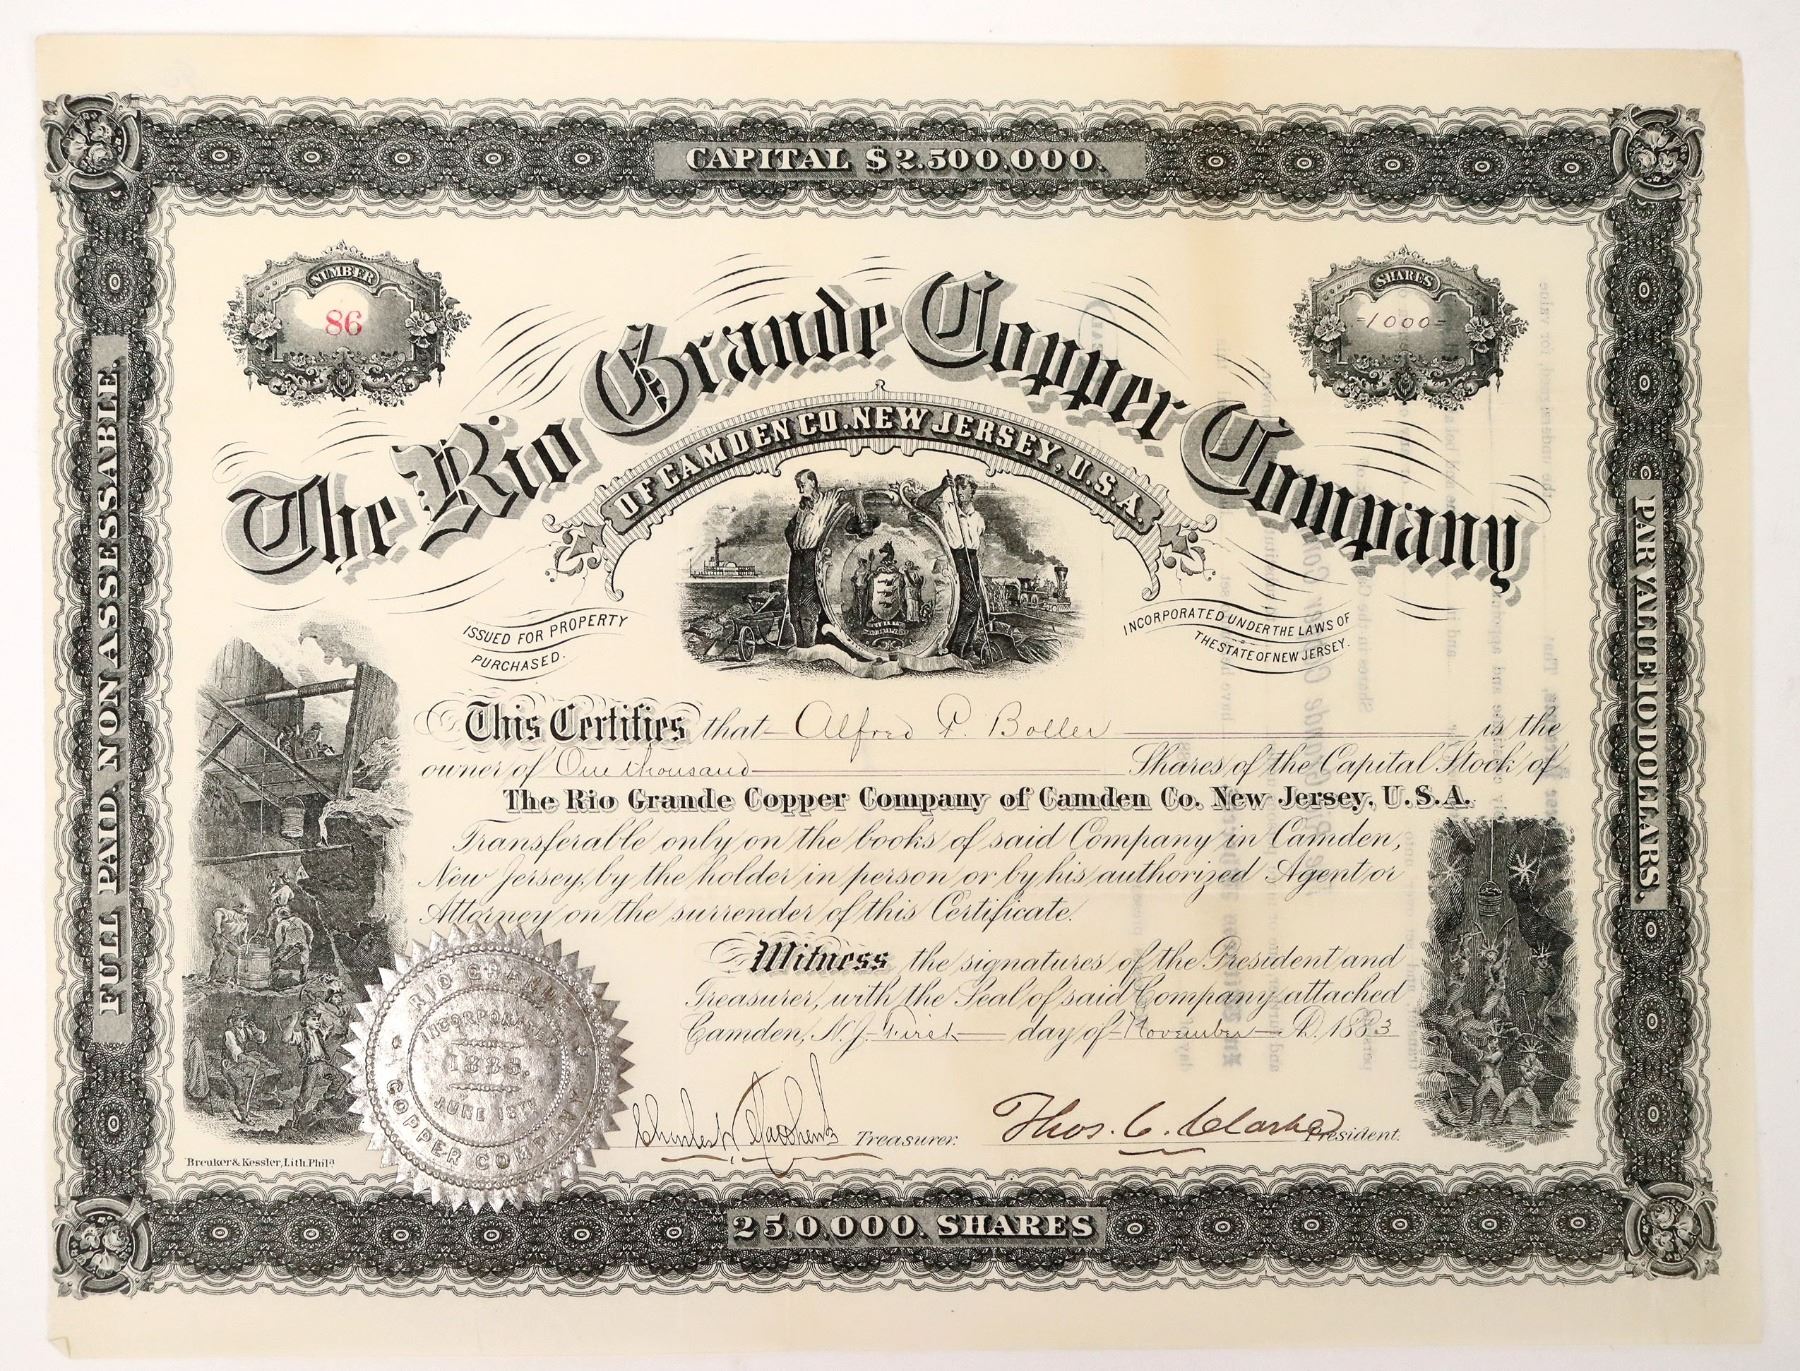 CAPITAL $2,500,000.
NUMBER
86
SHARES
=1000=
The Rio Grande Copper Company
OF CAMDEN CO. NEW JERSEY, U.S.A.
ISSUED FOR PROPERTY
PURCHASED.
INCORPORATED UNDER THE LAWS OF
THE STATE OF NEW JERSEY.
FULL PAID, NON ASSESSABLE.
PAR VALUE 10 DOLLARS.
This Certifies that Alfred P. Boller is the
owner of One thousand Shares of the Capital Stock of
The Rio Grande Copper Company of Camden Co. New Jersey, U.S.A.
Transferable only on the books of said Company in Camden,
New Jersey, by the holder in person or by his authorized Agent or
Attorney on the surrender of this Certificate.
Witness the signatures of the President and
Treasurer, with the Seal of said Company attached
Camden, N.J. First day of November A.D. 1883
RIO GRANDE
COPPER COMPANY
INCORPORATED
JUNE 15TH
Treasurer.
Thos. C. Clarke President.
Breuker & Kessler, Lith. Phila
250,000. SHARES